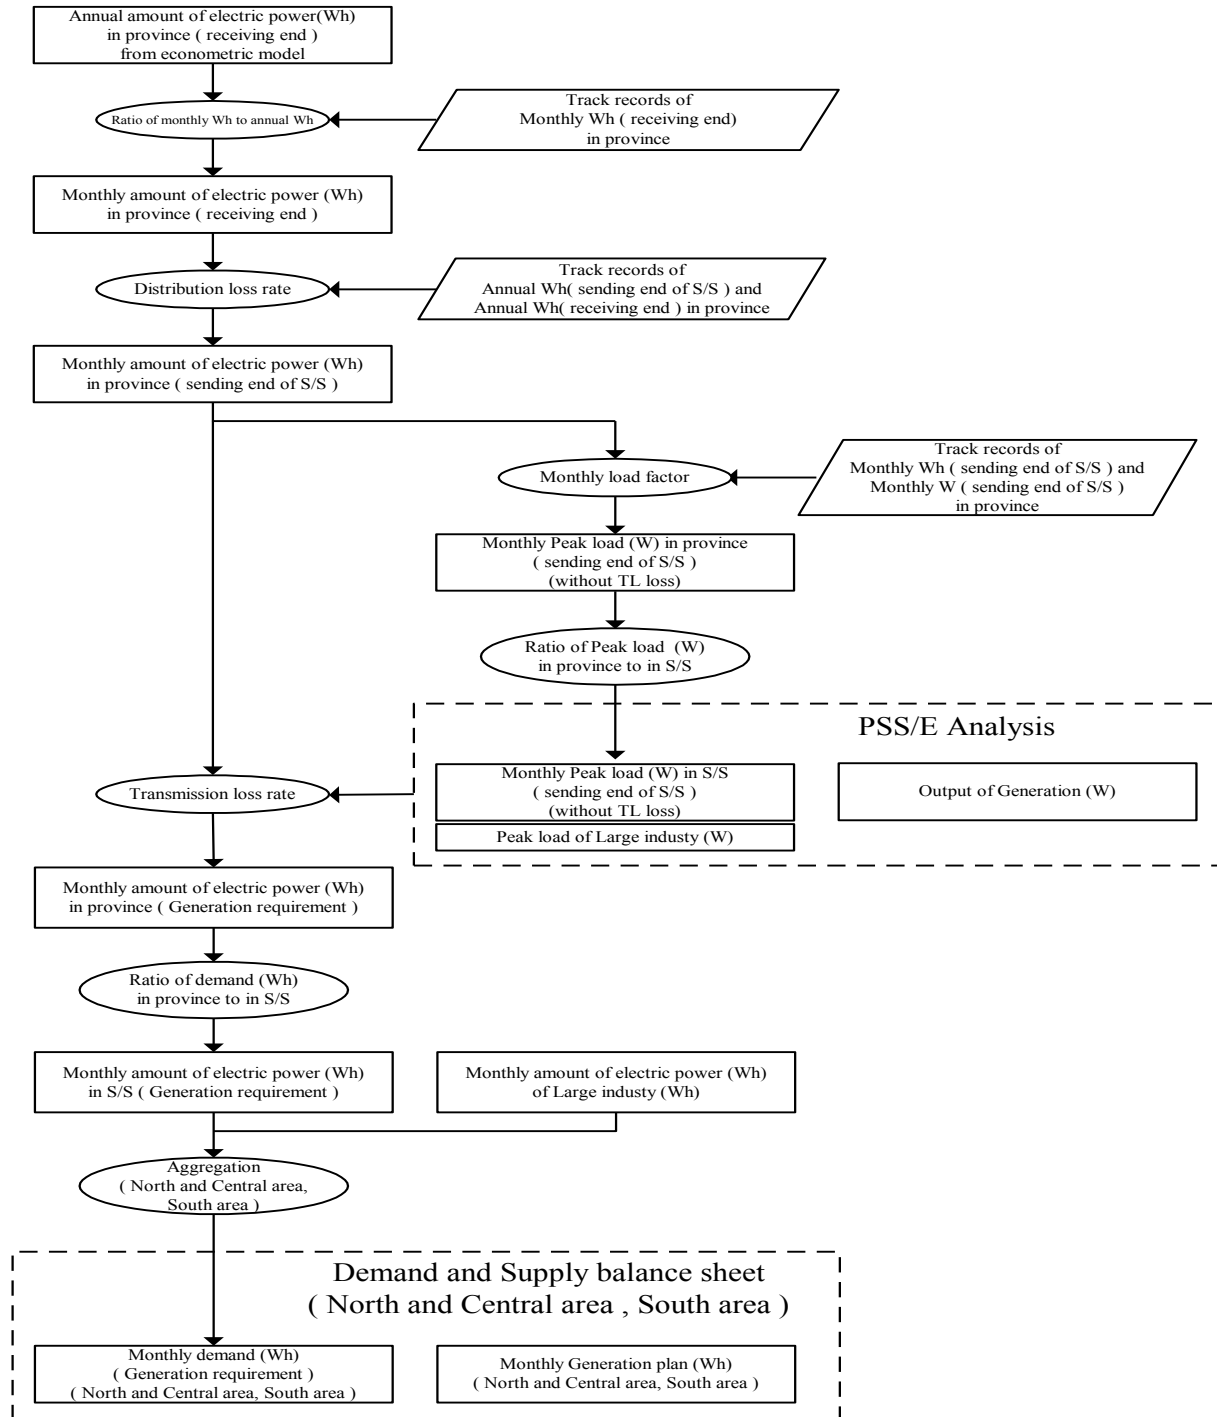 Annual amount of electric power(Wh)
in province ( receiving end )
from econometric model
Ratio of monthly Wh to annual Wh
Track records of
Monthly Wh ( receiving end)
in province
Monthly amount of electric power (Wh)
in province ( receiving end )
Distribution loss rate
Track records of
Annual Wh( sending end of S/S ) and
Annual Wh( receiving end ) in province
Monthly amount of electric power (Wh)
in province ( sending end of S/S )
Monthly load factor
Track records of
Monthly Wh ( sending end of S/S ) and
Monthly W ( sending end of S/S )
in province
Monthly Peak load (W) in province
( sending end of S/S )
(without TL loss)
Ratio of Peak load  (W)
in province to in S/S
PSS/E Analysis
Transmission loss rate
Monthly Peak load (W) in S/S
( sending end of S/S )
(without TL loss)
Output of Generation (W)
Peak load of Large industy (W)
Monthly amount of electric power (Wh)
in province ( Generation requirement )
Ratio of demand (Wh)
in province to in S/S
Monthly amount of electric power (Wh)
in S/S ( Generation requirement )
Monthly amount of electric power (Wh)
of Large industy (Wh)
Aggregation
( North and Central area,
South area )
Demand and Supply balance sheet
( North and Central area , South area )
Monthly demand (Wh)
( Generation requirement )
( North and Central area, South area )
Monthly Generation plan (Wh)
( North and Central area, South area )